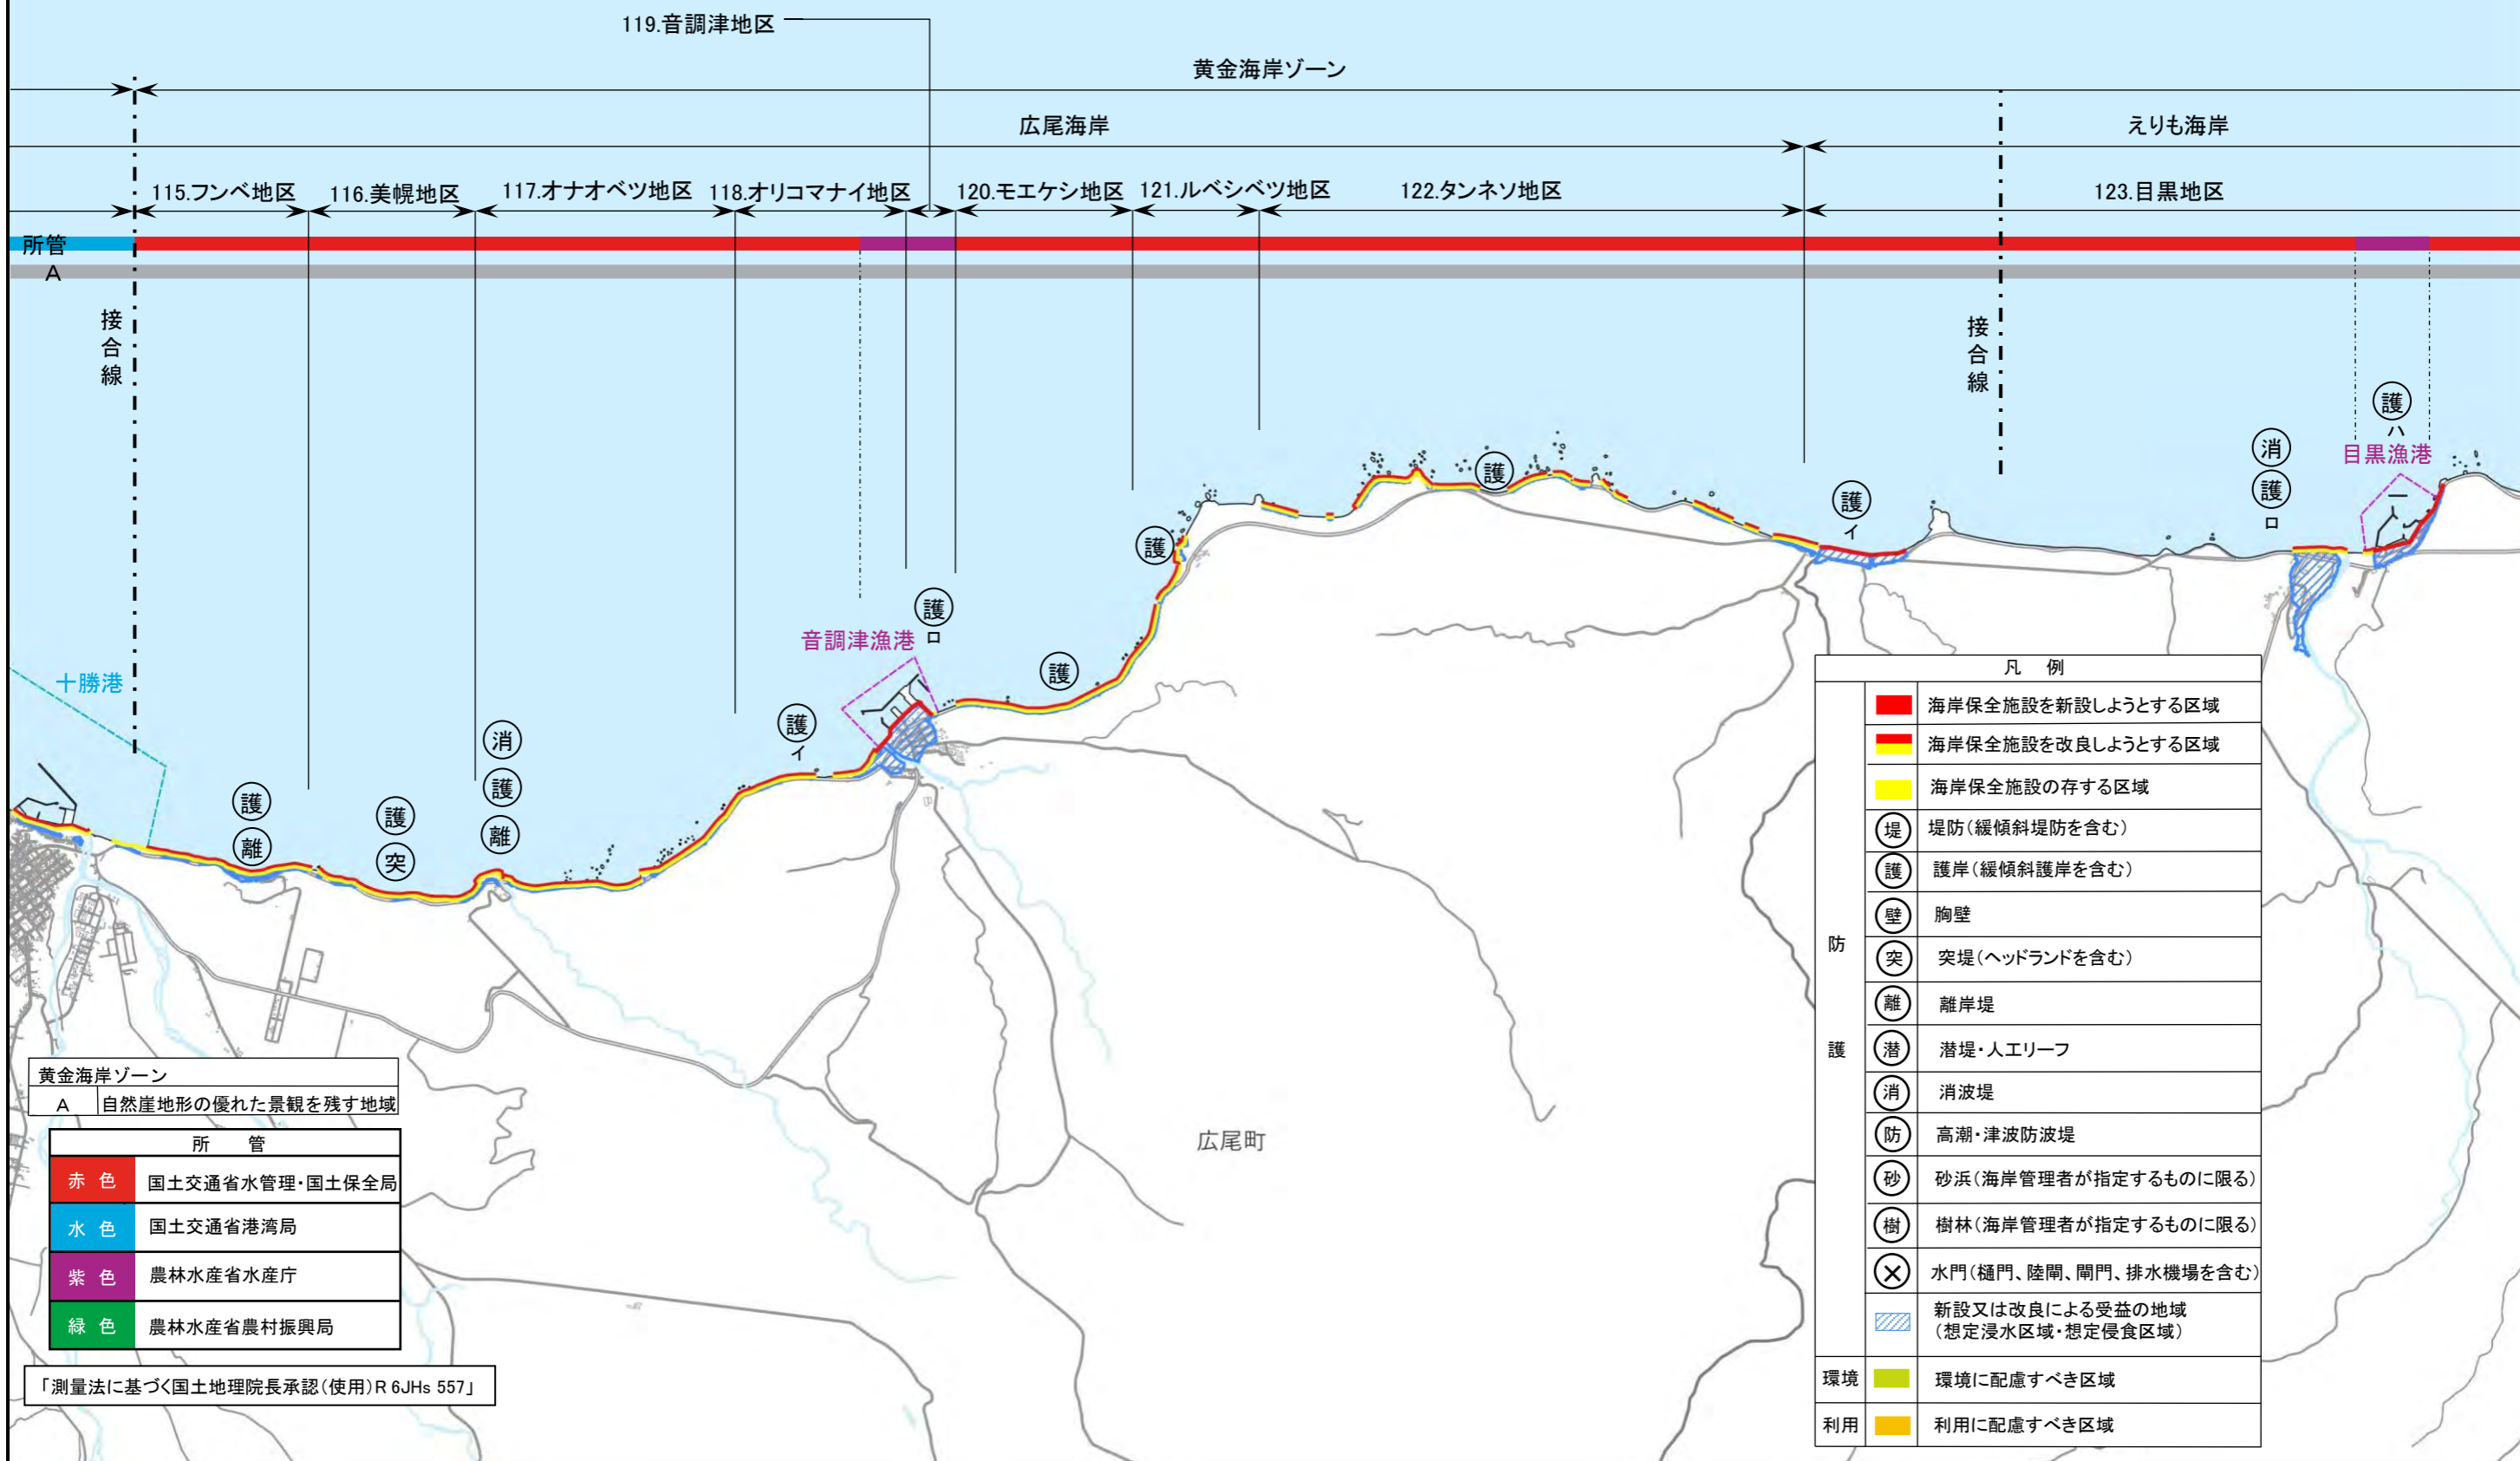 119.音調津地区
黄金海岸ゾーン
広尾海岸
えりも海岸
115.フンベ地区
116.美幌地区
117.オナオベツ地区
118.オリコマナイ地区
120.モエケシ地区
121.ルベシベツ地区
122.タンネソ地区
123.目黒地区
所管
A
接合線
接合線
護
ハ
目黒漁港
消
護
ロ
護
護
イ
護
護
ロ
音調津漁港
護
十勝港
護
イ
消
護
離
護
離
護
突
広尾町
黄金海岸ゾーン
A 自然崖地形の優れた景観を残す地域
所 管
赤 色 国土交通省水管理・国土保全局
水 色 国土交通省港湾局
紫 色 農林水産省水産庁
緑 色 農林水産省農村振興局
「測量法に基づく国土地理院長承認(使用)R 6JHs 557」
凡 例
防護
海岸保全施設を新設しようとする区域
海岸保全施設を改良しようとする区域
海岸保全施設の存する区域
堤 堤防(緩傾斜堤防を含む)
護 護岸(緩傾斜護岸を含む)
壁 胸壁
突 突堤(ヘッドランドを含む)
離 離岸堤
潜 潜堤・人工リーフ
消 消波堤
防 高潮・津波防波堤
砂 砂浜(海岸管理者が指定するものに限る)
樹 樹林(海岸管理者が指定するものに限る)
水門(樋門、陸閘、閘門、排水機場を含む)
新設又は改良による受益の地域
(想定浸水区域・想定侵食区域)
環境 環境に配慮すべき区域
利用 利用に配慮すべき区域